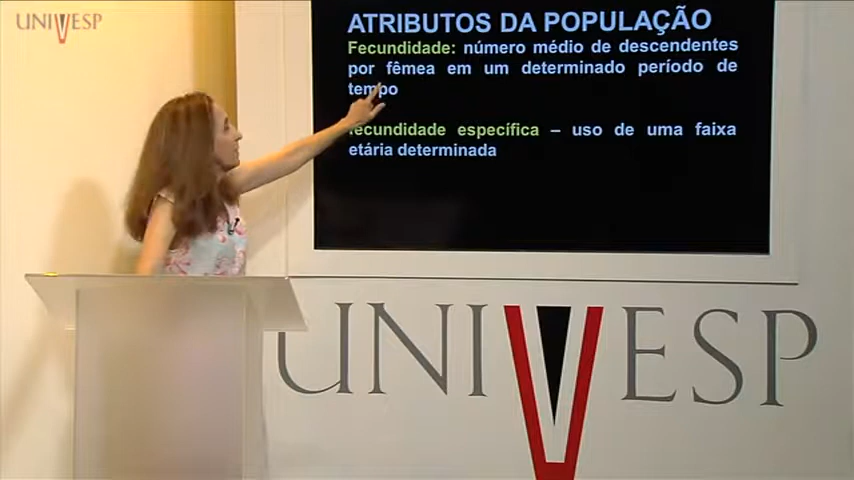 UNIVESP
ATRIBUTOS DA POPULAÇÃO
Fecundidade: número médio de descendentes
por fêmea em um determinado período de
tempo
Fecundidade específica – uso de uma faixa
etária determinada.
UNIVESP